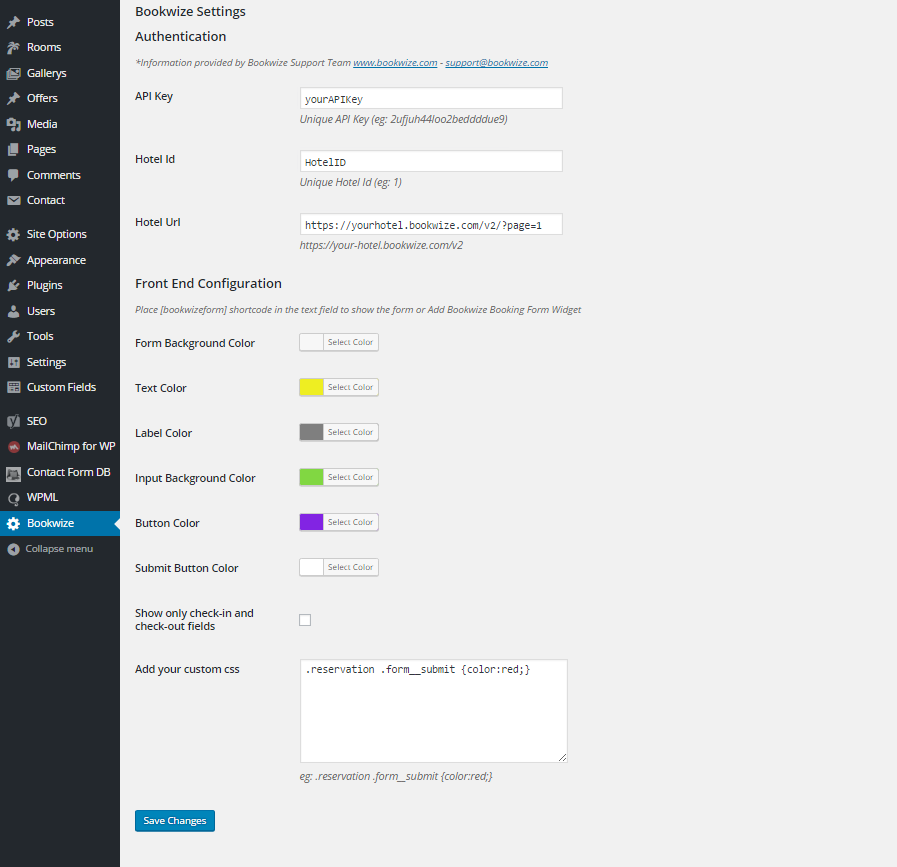 Posts
Rooms
Gallerys
Offers
Media
Pages
Comments
Contact
Site Options
Appearance
Plugins
Users
Tools
Settings
Custom Fields
SEO
MailChimp for WP
Contact Form DB
WPML
Bookwize
Collapse menu
Bookwize Settings
Authentication
*Information provided by Bookwize Support Team www.bookwize.com - support@bookwize.com
API Key
yourAPIKey
Unique API Key (eg: 2ufjuh44loo2beddddue9)
Hotel Id
HotelID
Unique Hotel Id (eg: 1)
Hotel Url
https://yourhotel.bookwize.com/v2/?page=1
https://your-hotel.bookwize.com/v2
Front End Configuration
Place [bookwizeform] shortcode in the text field to show the form or Add Bookwize Booking Form Widget
Form Background Color
Select Color
Text Color
Select Color
Label Color
Select Color
Input Background Color
Select Color
Button Color
Select Color
Submit Button Color
Select Color
Show only check-in and
check-out fields
Add your custom css
.reservation .form__submit {color:red;}
eg: .reservation .form__submit {color:red;}
Save Changes